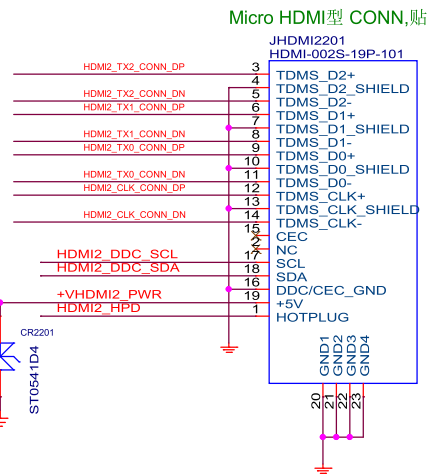 Micro HDMI型 CONN,贴
JHDMI2201
HDMI-002S-19P-101
HDMI2_TX2_CONN_DP 3 TDMS_D2+
4 TDMS_D2_SHIELD
HDMI2_TX2_CONN_DN 5 TDMS_D2-
HDMI2_TX1_CONN_DP 6 TDMS_D1+
7 TDMS_D1_SHIELD
HDMI2_TX1_CONN_DN 8 TDMS_D1-
HDMI2_TX0_CONN_DP 9 TDMS_D0+
10 TDMS_D0_SHIELD
HDMI2_TX0_CONN_DN 11 TDMS_D0-
HDMI2_CLK_CONN_DP 12 TDMS_CLK+
13 TDMS_CLK_SHIELD
HDMI2_CLK_CONN_DN 14 TDMS_CLK-
15 CEC
2 NC
HDMI2_DDC_SCL 17 SCL
HDMI2_DDC_SDA 18 SDA
16 DDC/CEC_GND
+VHDMI2_PWR 19 +5V
HDMI2_HPD 1 HOTPLUG
CR2201
ST0541D4
GND1
GND2
GND3
GND4
20
21
22
23